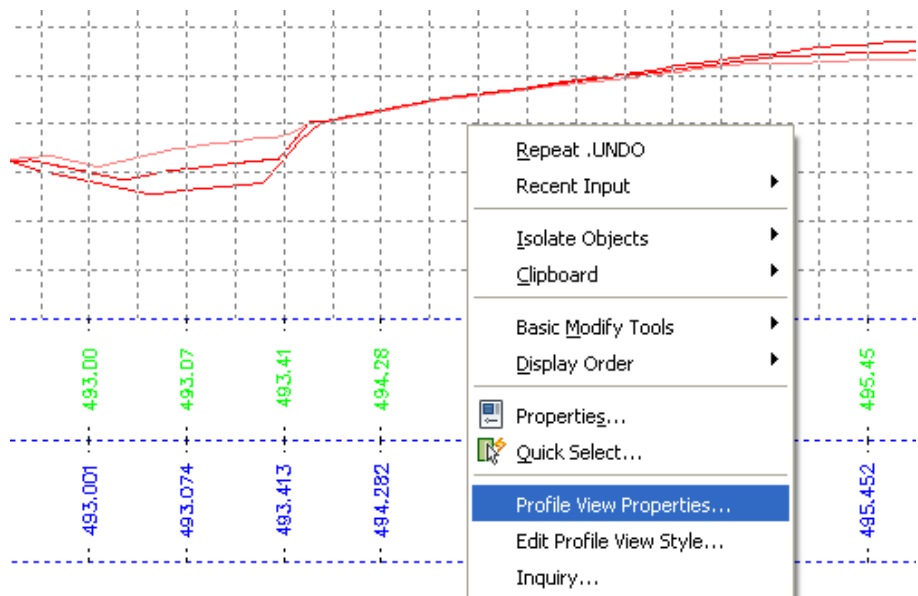 Repeat .UNDO
Recent Input
Isolate Objects
Clipboard
Basic Modify Tools
Display Order
Properties...
Quick Select...
Profile View Properties...
Edit Profile View Style...
Inquiry...
493.00
493.07
493.41
494.28
495.45
493.001
493.074
493.413
494.282
495.452